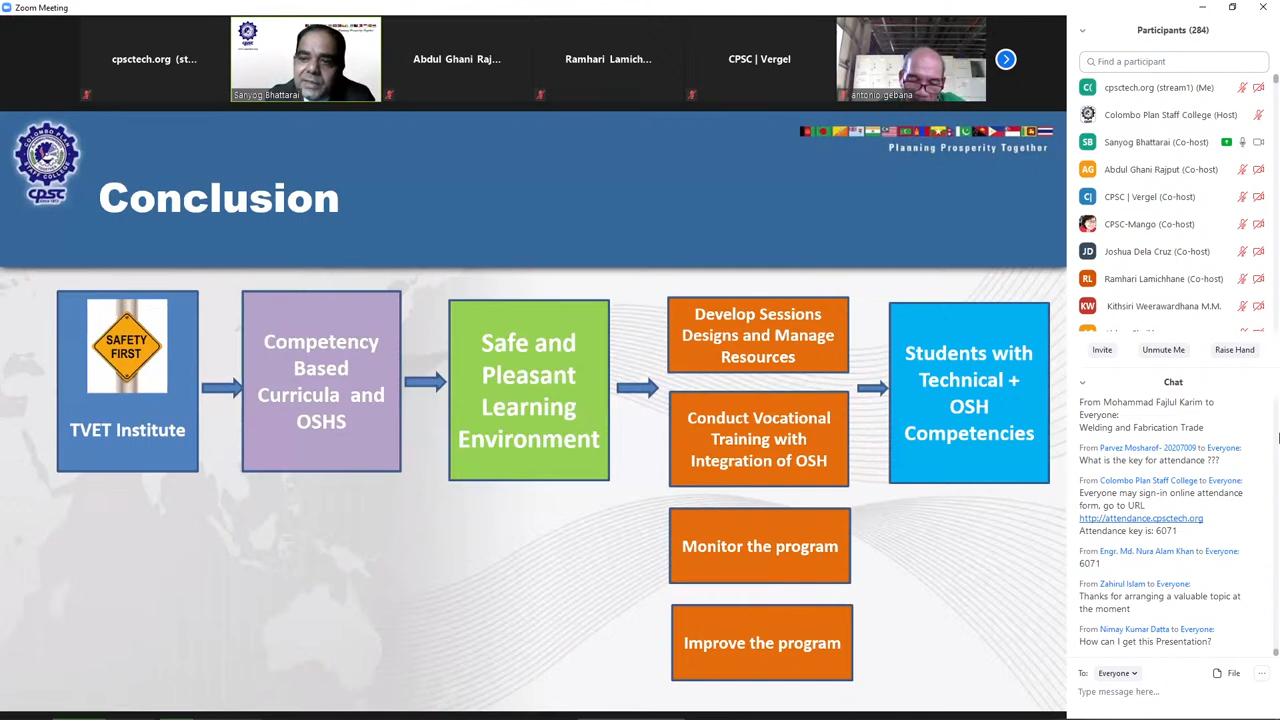 Zoom Meeting
cpsctech.org (st...
Sanyog Bhattarai
Abdul Ghani Raj...
Ramhari Lamich...
CPSC | Vergel
antonio gebana
COLOMBO PLAN STAFF COLLEGE
CPSC
Planning Prosperity Together
Conclusion
SAFETY
FIRST
TVET Institute
Competency
Based
Curricula and
OSHS
Safe and
Pleasant
Learning
Environment
Develop Sessions
Designs and Manage
Resources
Conduct Vocational
Training with
Integration of OSH
Monitor the program
Improve the program
Students with
Technical +
OSH
Competencies
Participants (284)
Find a participant
C( cpsctech.org (stream1) (Me)
Colombo Plan Staff College (Host)
SB Sanyog Bhattarai (Co-host)
AG Abdul Ghani Rajput (Co-host)
C| CPSC | Vergel (Co-host)
CPSC-Mango (Co-host)
JD Joshua Dela Cruz (Co-host)
RL Ramhari Lamichhane (Co-host)
KW Kithsiri Weerawardhana M.M.
Invite
Unmute Me
Raise Hand
Chat
From Mohammad Fajlul Karim to
Everyone:
Welding and Fabrication Trade
From Parvez Mosharof- 20207009 to Everyone:
What is the key for attendance ???
From Colombo Plan Staff College to Everyone:
Everyone may sign-in online attendance
form, go to URL
http://attendance.cpsctech.org
Attendance key is: 6071
From Engr. Md. Nura Alam Khan to Everyone:
6071
From Zahirul Islam to Everyone:
Thanks for arranging a valuable topic at
the moment
From Nimay Kumar Datta to Everyone:
How can I get this Presentation?
To: Everyone
File
Type message here...